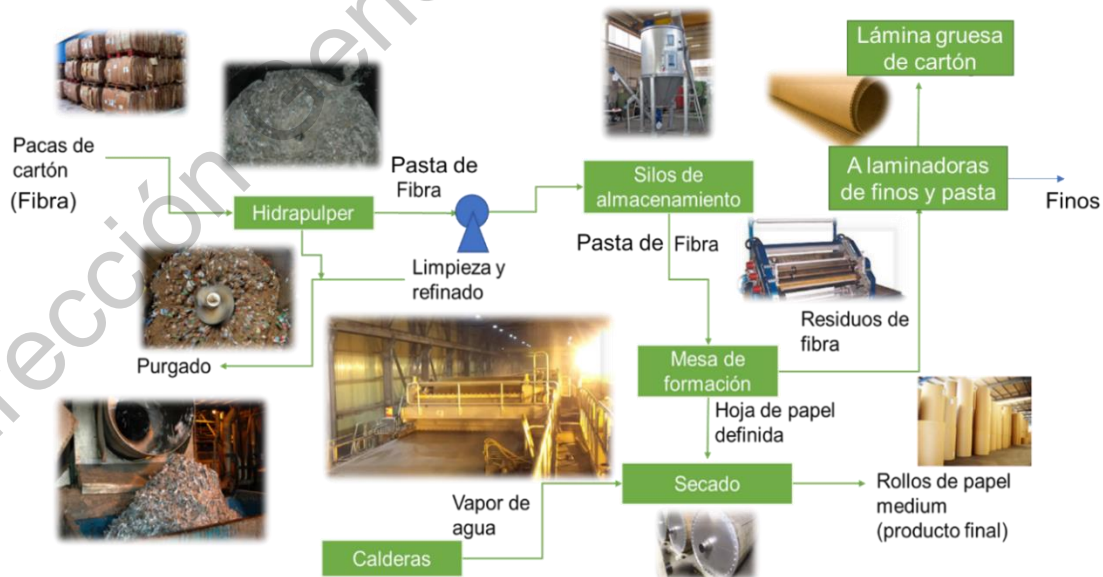 Lámina gruesa
de cartón
Pacas de
cartón
(Fibra)
Pasta de
Fibra
Hidrapulper
Silos de
almacenamiento
A laminadoras
de finos y pasta
Finos
Pasta de Fibra
Limpieza y
refinado
Residuos de
fibra
Purgado
Mesa de
formación
Hoja de papel
definida
Vapor de
agua
Secado
Rollos de papel
medium
(producto final)
Calderas